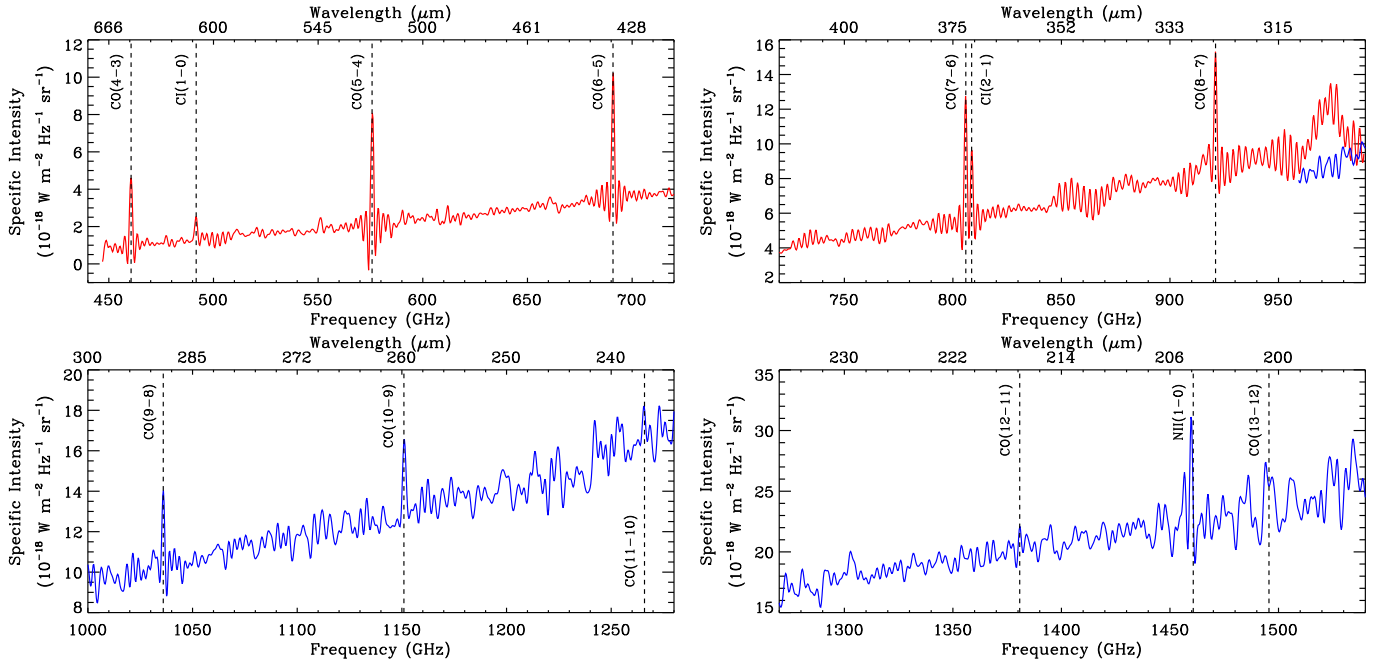 Wavelength (μm)
666 600 545 500 461 428
12
10
8
6
4
2
0
Specific Intensity
(10⁻¹⁸ W m⁻² Hz⁻¹ sr⁻¹)
CO(4−3)
CI(1−0)
CO(5−4)
CO(6−5)
450 500 550 600 650 700
Frequency (GHz)
Wavelength (μm)
400 375 352 333 315
16
14
12
10
8
6
4
2
Specific Intensity
(10⁻¹⁸ W m⁻² Hz⁻¹ sr⁻¹)
CO(7−6)
CI(2−1)
CO(8−7)
750 800 850 900 950
Frequency (GHz)
Wavelength (μm)
300 285 272 260 250 240
20
18
16
14
12
10
8
Specific Intensity
(10⁻¹⁸ W m⁻² Hz⁻¹ sr⁻¹)
CO(9−8)
CO(10−9)
CO(11−10)
1000 1050 1100 1150 1200 1250
Frequency (GHz)
Wavelength (μm)
230 222 214 206 200
35
30
25
20
15
Specific Intensity
(10⁻¹⁸ W m⁻² Hz⁻¹ sr⁻¹)
CO(12−11)
NII(1−0)
CO(13−12)
1300 1350 1400 1450 1500
Frequency (GHz)